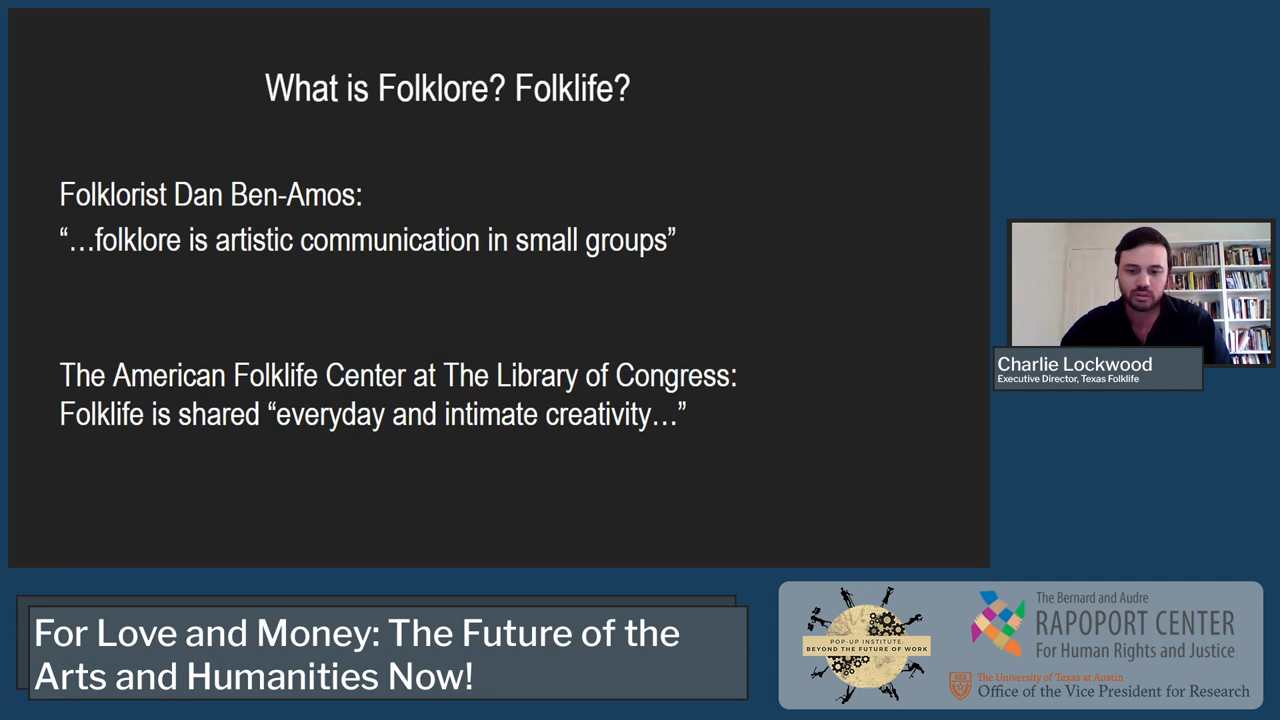 What is Folklore? Folklife?
Folklorist Dan Ben-Amos:
“…folklore is artistic communication in small groups”
The American Folklife Center at The Library of Congress:
Folklife is shared “everyday and intimate creativity…”
Charlie Lockwood
Executive Director, Texas Folklife
For Love and Money: The Future of the
Arts and Humanities Now!
POP-UP INSTITUTE:
BEYOND THE FUTURE OF WORK
The Bernard and Audre
RAPOPORT CENTER
For Human Rights and Justice
The University of Texas at Austin
Office of the Vice President for Research